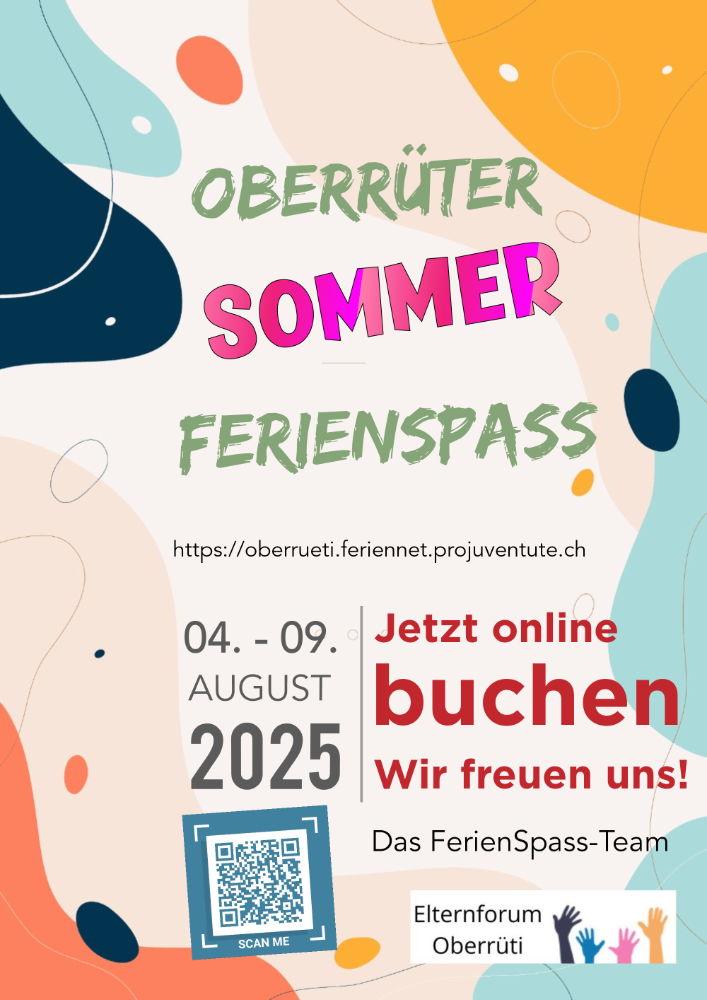 OBERRÜTER
SOMMER
FERIENSPASS
https://oberrueti.feriennet.projuventute.ch
04. - 09.
AUGUST
2025
Jetzt online
buchen
Wir freuen uns!
Das FerienSpass-Team
SCAN ME
Elternforum
Oberrüti